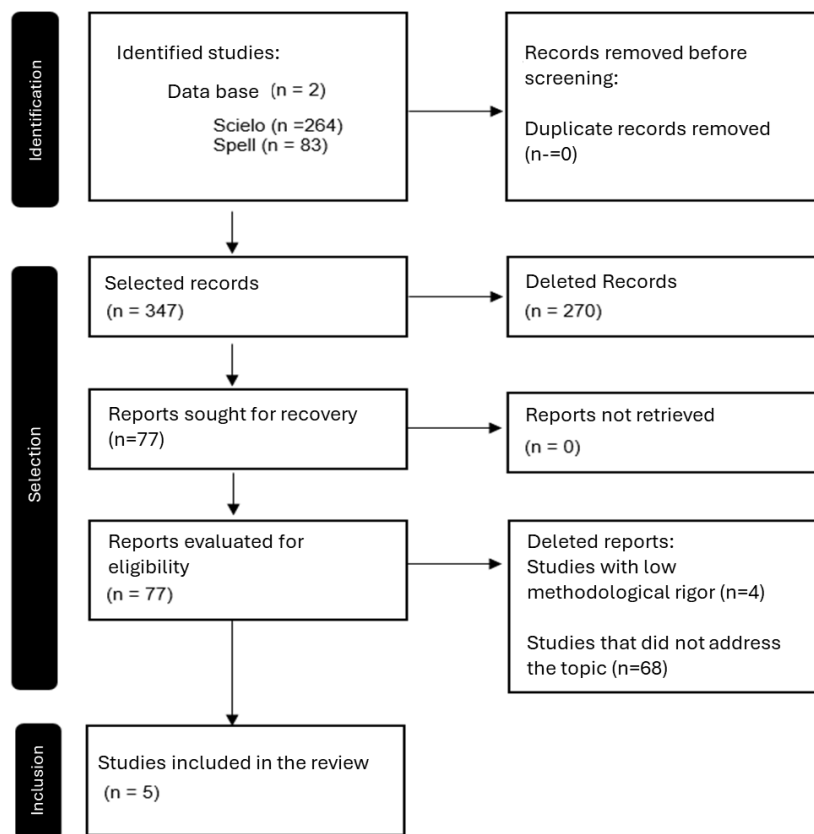 Identification
Identified studies:
Data base (n = 2)
Scielo (n =264)
Spell (n = 83)
Records removed before
screening:
Duplicate records removed
(n-=0)
Selection
Selected records
(n = 347)
Deleted Records
(n = 270)
Reports sought for recovery
(n=77)
Reports not retrieved
(n = 0)
Reports evaluated for
eligibility
(n = 77)
Deleted reports:
Studies with low
methodological rigor (n=4)
Studies that did not address
the topic (n=68)
Inclusion
Studies included in the review
(n = 5)